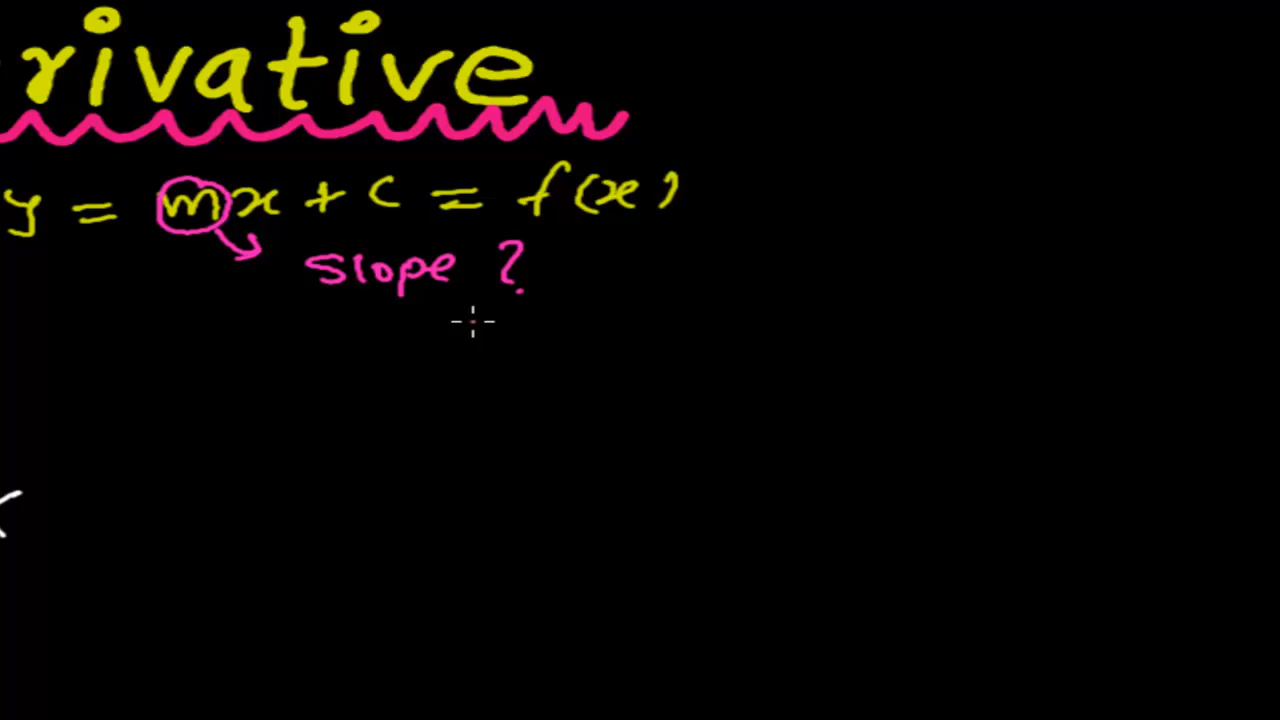 rivative
y = mx + c = f(x)
slope ?
x